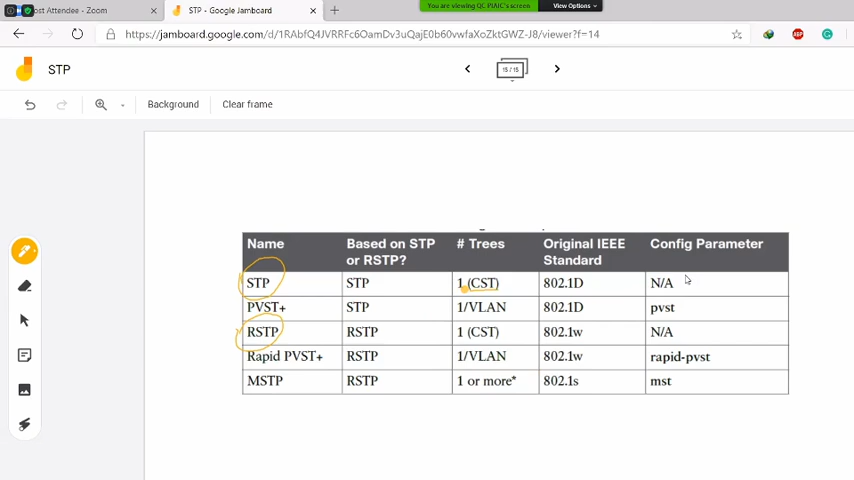 ost Attendee - Zoom
STP - Google Jamboard
You are viewing QC PIAIC's screen
View Options
https://jamboard.google.com/d/1RAbfQ4JVRRFc6OamDv3uQajE0b60vwfaXoZktGWZ-J8/viewer?f=14
STP
15 / 15
Background
Clear frame
Name Based on STP or RSTP? # Trees Original IEEE Standard Config Parameter
STP STP 1 (CST) 802.1D N/A
PVST+ STP 1/VLAN 802.1D pvst
RSTP RSTP 1 (CST) 802.1w N/A
Rapid PVST+ RSTP 1/VLAN 802.1w rapid-pvst
MSTP RSTP 1 or more* 802.1s mst